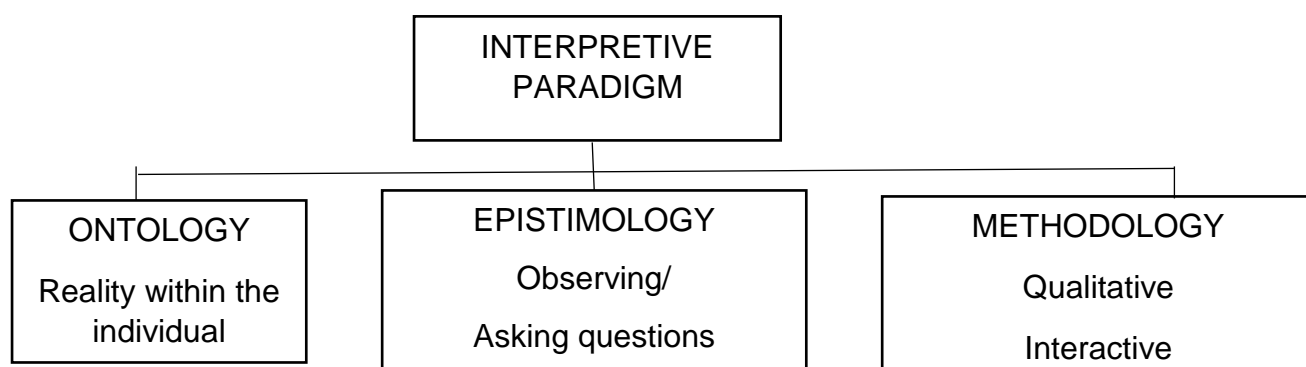 INTERPRETIVE
PARADIGM
ONTOLOGY
Reality within the
individual
EPISTIMOLOGY
Observing/
Asking questions
METHODOLOGY
Qualitative
Interactive